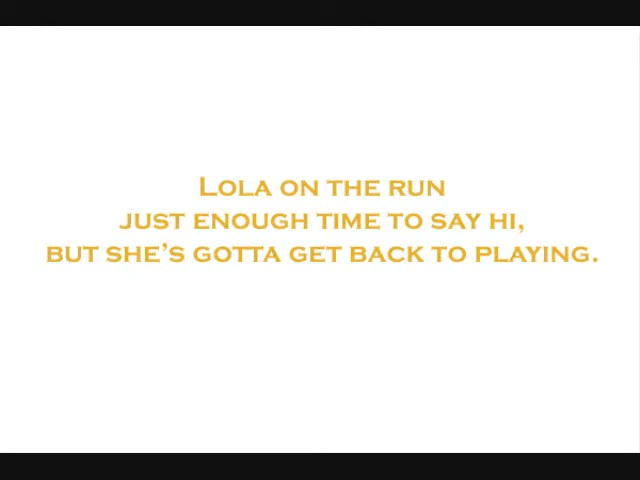 Lola on the run
just enough time to say hi,
but she's gotta get back to playing.